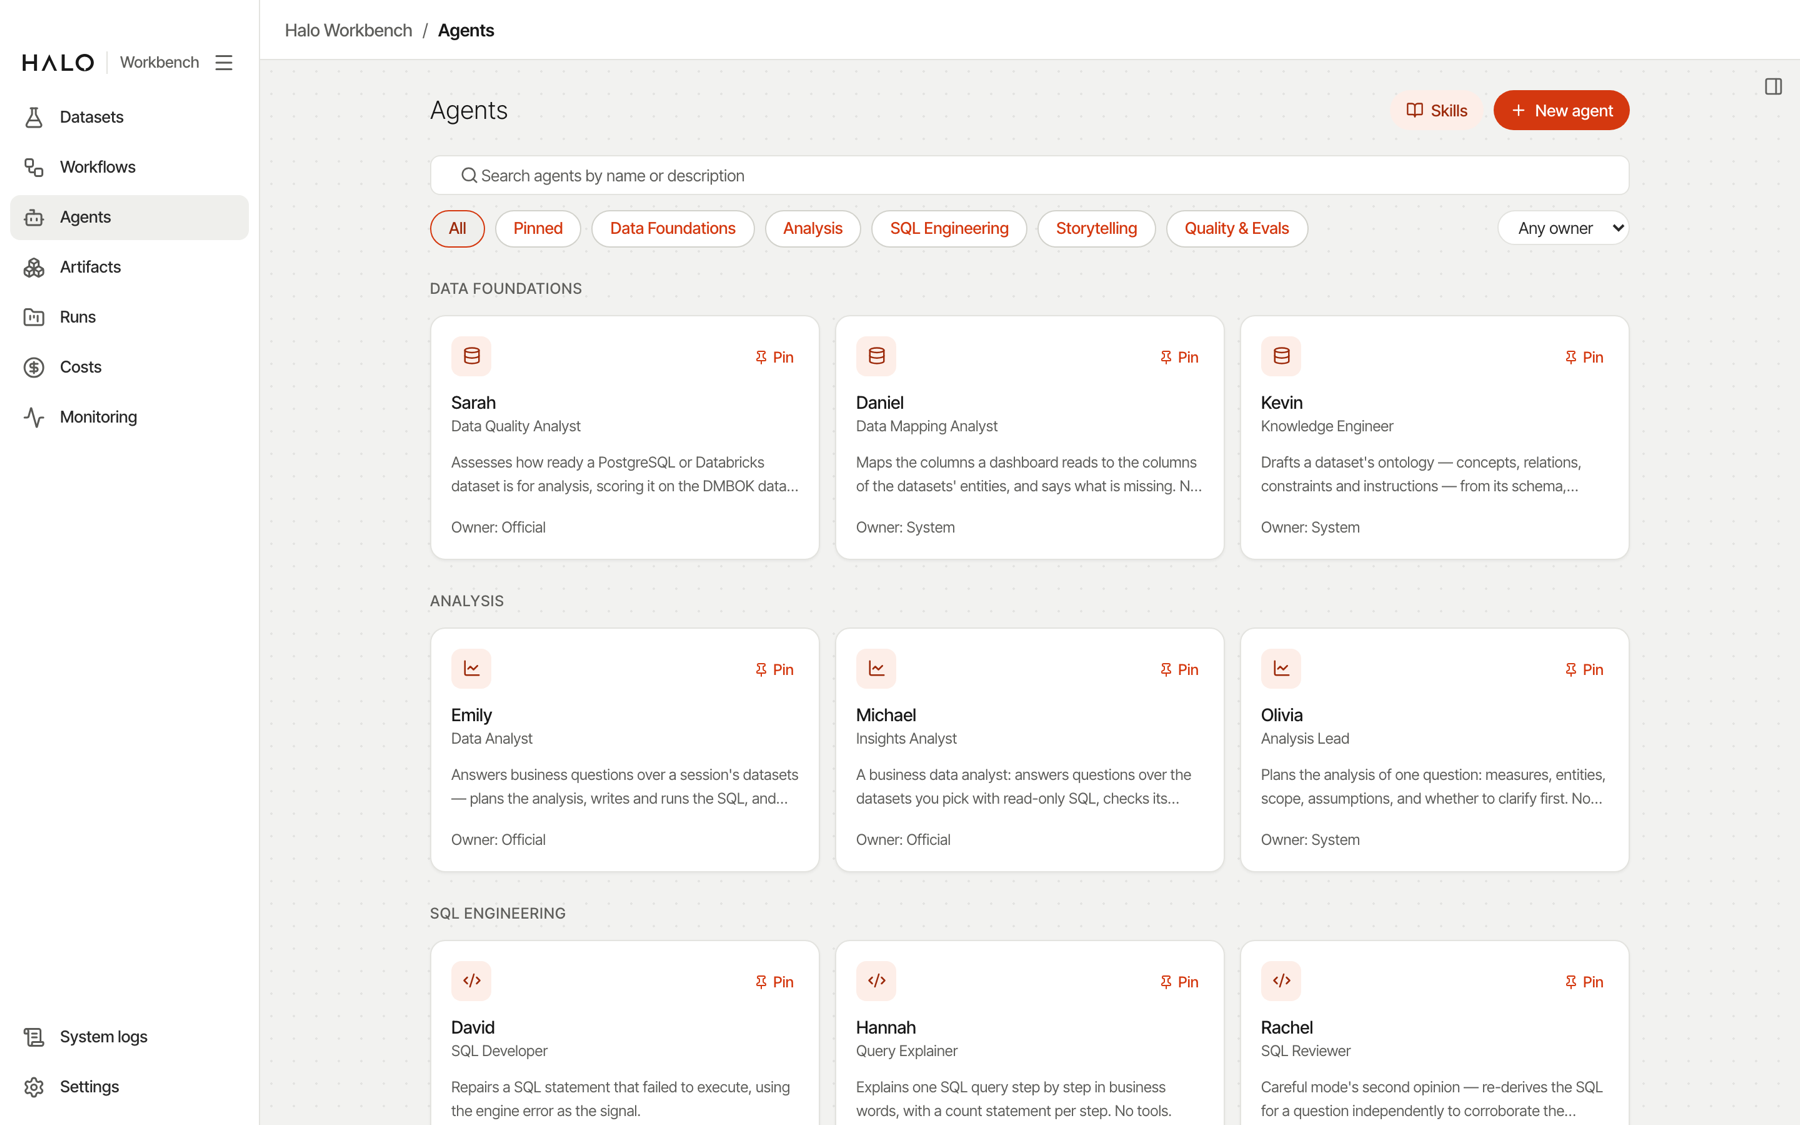 Halo Workbench / Agents
HALO
Workbench
Datasets
Workflows
Agents
Artifacts
Runs
Costs
Monitoring
System logs
Settings
Agents
Skills
New agent
Search agents by name or description
All
Pinned
Data Foundations
Analysis
SQL Engineering
Storytelling
Quality & Evals
Any owner
DATA FOUNDATIONS
Pin
Sarah
Data Quality Analyst
Assesses how ready a PostgreSQL or Databricks
dataset is for analysis, scoring it on the DMBOK data...
Owner: Official
Pin
Daniel
Data Mapping Analyst
Maps the columns a dashboard reads to the columns
of the datasets' entities, and says what is missing. N...
Owner: System
Pin
Kevin
Knowledge Engineer
Drafts a dataset's ontology — concepts, relations,
constraints and instructions — from its schema,...
Owner: System
ANALYSIS
Pin
Emily
Data Analyst
Answers business questions over a session's datasets
— plans the analysis, writes and runs the SQL, and...
Owner: Official
Pin
Michael
Insights Analyst
A business data analyst: answers questions over the
datasets you pick with read-only SQL, checks its...
Owner: Official
Pin
Olivia
Analysis Lead
Plans the analysis of one question: measures, entities,
scope, assumptions, and whether to clarify first. No...
Owner: System
SQL ENGINEERING
Pin
David
SQL Developer
Repairs a SQL statement that failed to execute, using
the engine error as the signal.
Pin
Hannah
Query Explainer
Explains one SQL query step by step in business
words, with a count statement per step. No tools.
Pin
Rachel
SQL Reviewer
Careful mode's second opinion — re-derives the SQL
for a question independently to corroborate the...